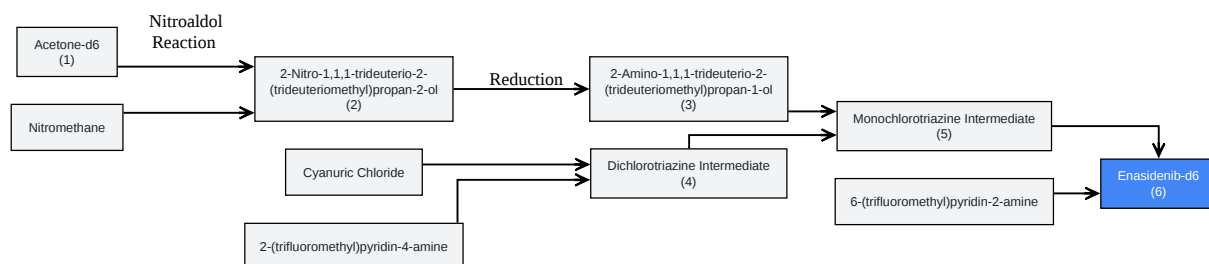 Nitroaldol
Reaction
Acetone-d6
(1)
2-Nitro-1,1,1-trideuterio-2-
(trideuteriomethyl)propan-2-ol
(2)
Reduction
2-Amino-1,1,1-trideuterio-2-
(trideuteriomethyl)propan-1-ol
(3)
Nitromethane
Monochlorotriazine Intermediate
(5)
Cyanuric Chloride
Dichlorotriazine Intermediate
(4)
Enasidenib-d6
(6)
6-(trifluoromethyl)pyridin-2-amine
2-(trifluoromethyl)pyridin-4-amine